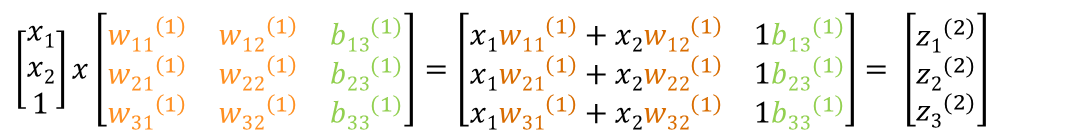 [x₁ x₂ 1] x [w₁₁⁽¹⁾ w₁₂⁽¹⁾ b₁₃⁽¹⁾ = [x₁w₁₁⁽¹⁾ + x₂w₁₂⁽¹⁾ 1b₁₃⁽¹⁾ = [z₁⁽²⁾
w₂₁⁽¹⁾ w₂₂⁽¹⁾ b₂₃⁽¹⁾ x₁w₂₁⁽¹⁾ + x₂w₂₂⁽¹⁾ 1b₂₃⁽¹⁾ z₂⁽²⁾
w₃₁⁽¹⁾ w₃₂⁽¹⁾ b₃₃⁽¹⁾] x₁w₃₁⁽¹⁾ + x₂w₃₂⁽¹⁾ 1b₃₃⁽¹⁾] z₃⁽²⁾]